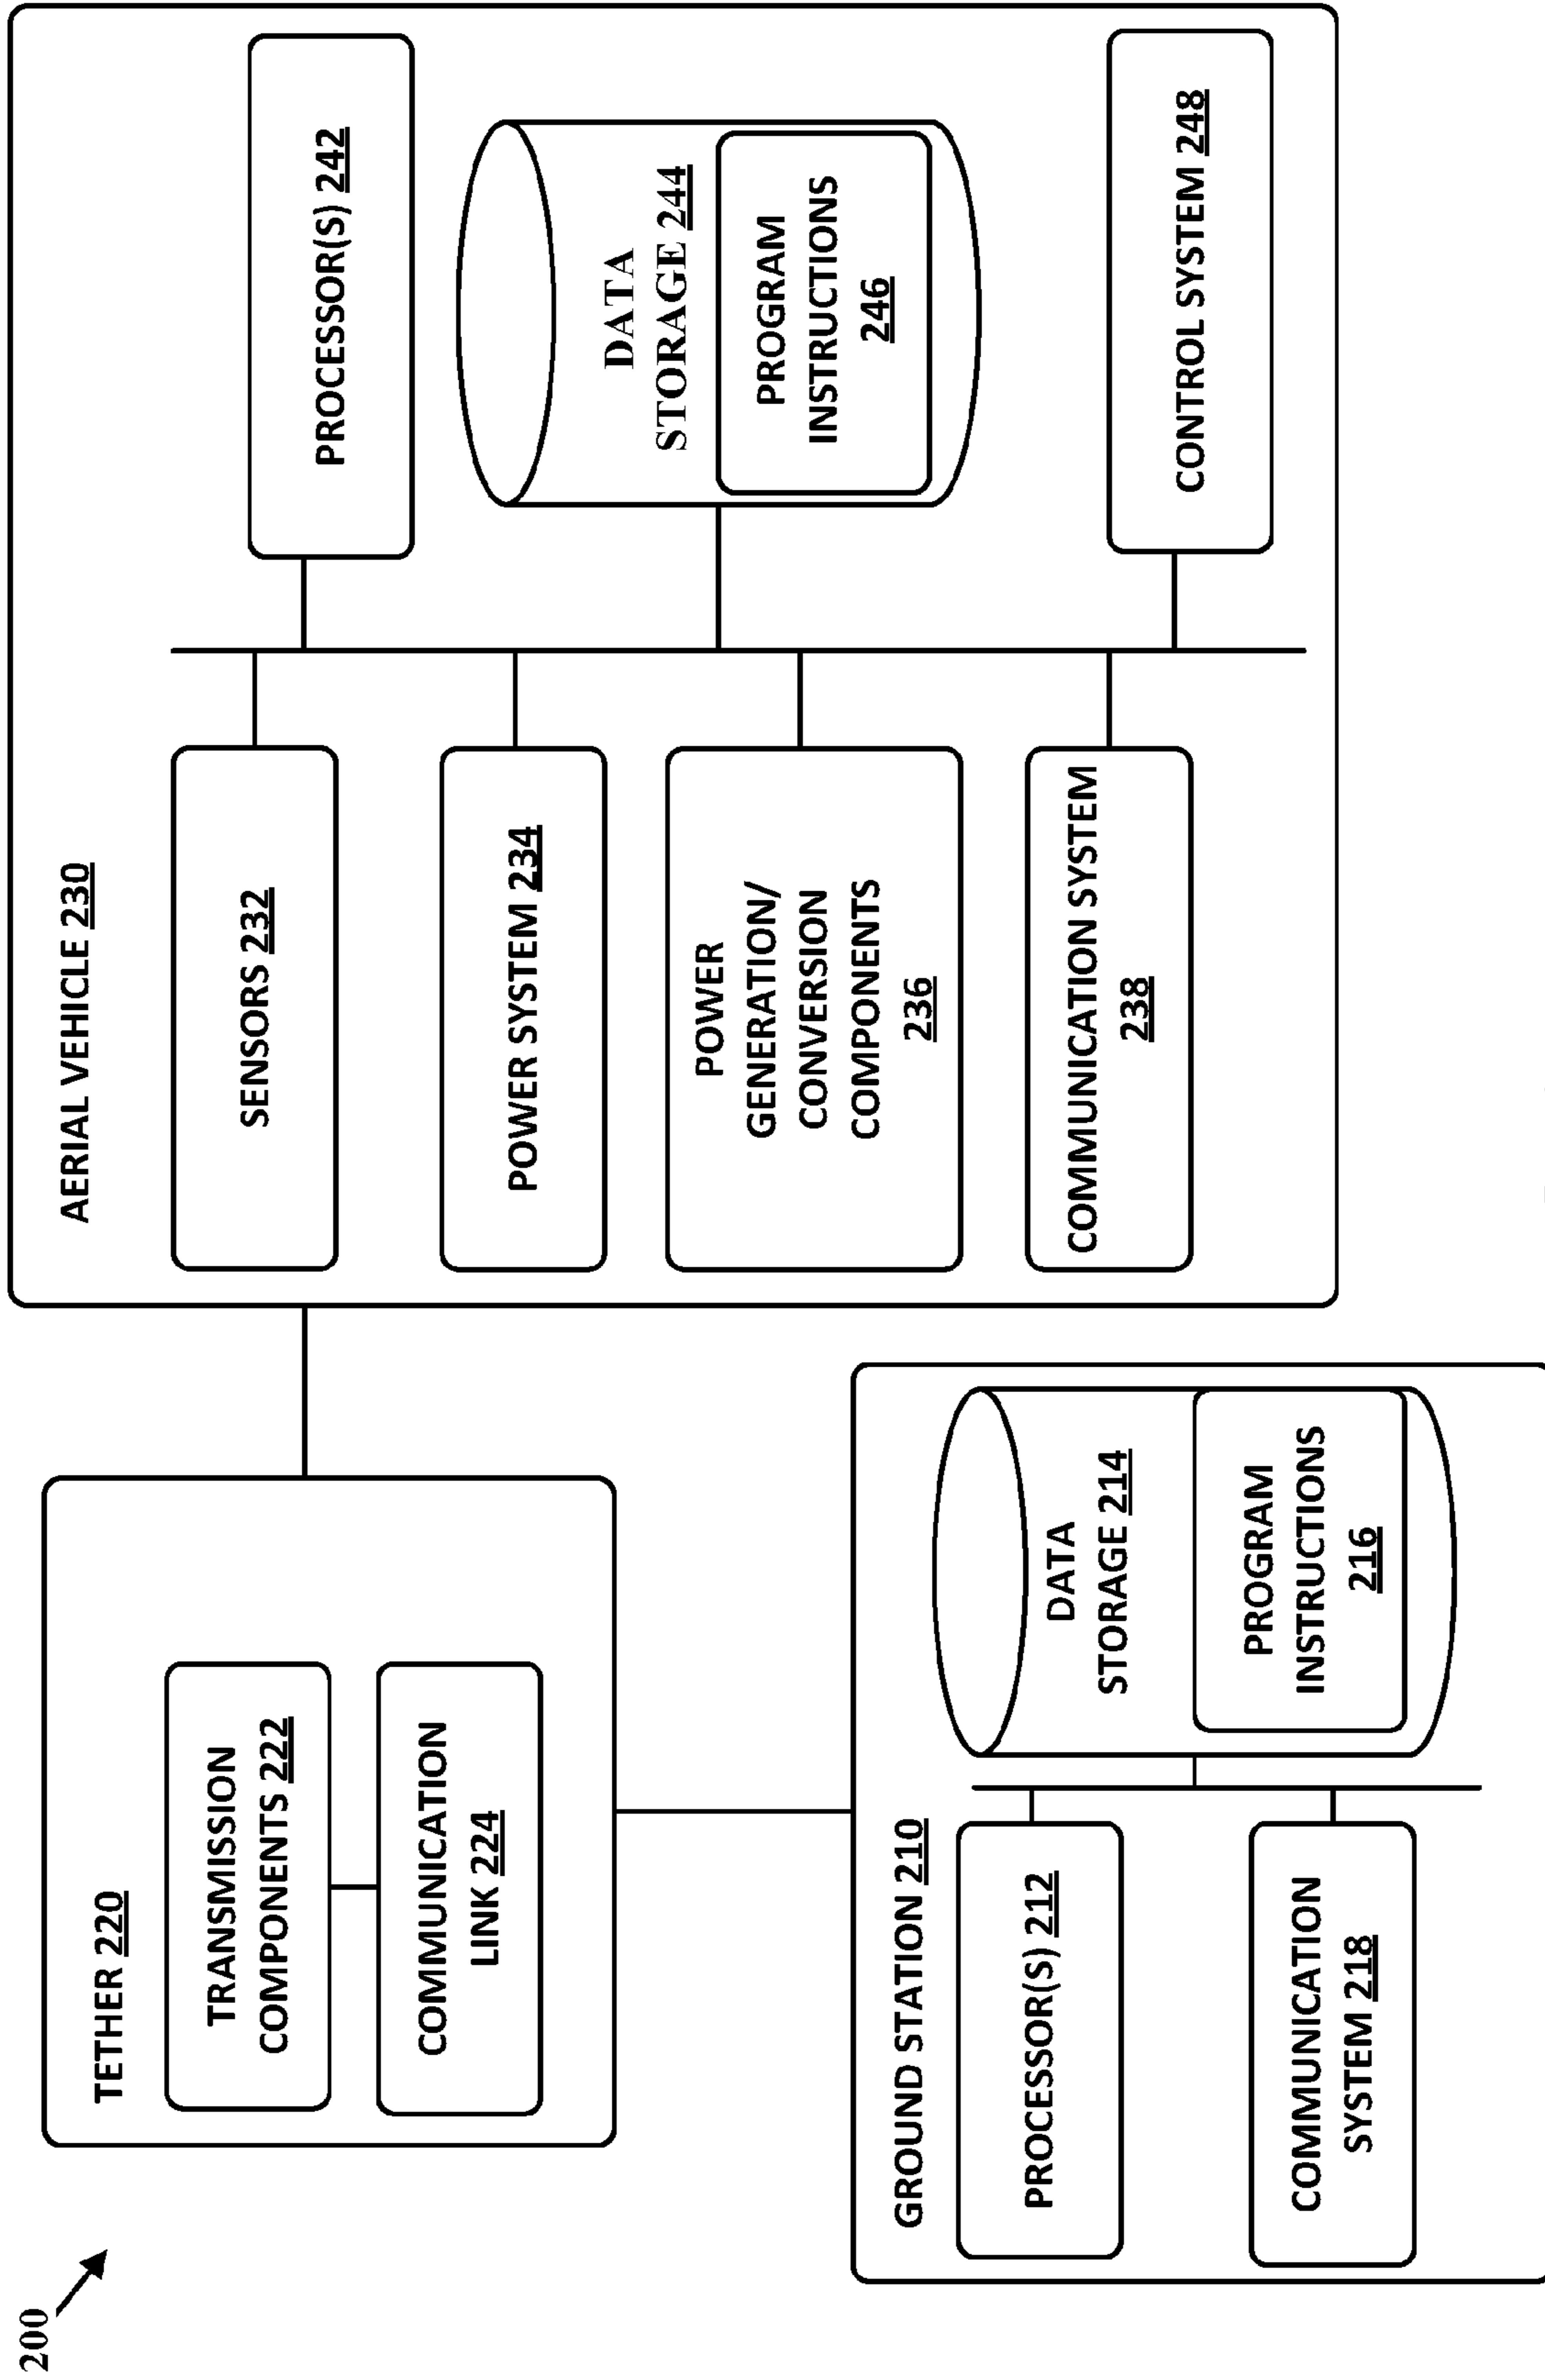 200
TETHER 220
TRANSMISSION
COMPONENTS 222
COMMUNICATION
LINK 224
GROUND STATION 210
PROCESSOR(S) 212
COMMUNICATION
SYSTEM 218
DATA
STORAGE 214
PROGRAM
INSTRUCTIONS
216
AERIAL VEHICLE 230
SENSORS 232
POWER SYSTEM 234
POWER
GENERATION/
CONVERSION
COMPONENTS
236
COMMUNICATION SYSTEM
238
PROCESSOR(S) 242
DATA
STORAGE 244
PROGRAM
INSTRUCTIONS
246
CONTROL SYSTEM 248